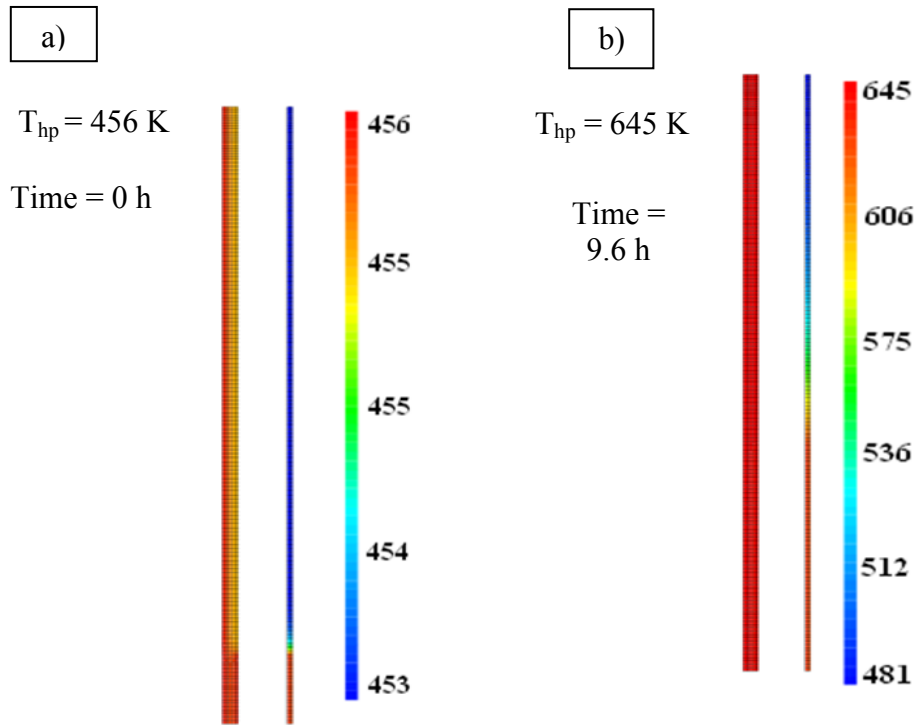 a)
T_hp = 456 K
Time = 0 h
456
455
455
454
453
b)
T_hp = 645 K
Time =
9.6 h
645
606
575
536
512
481